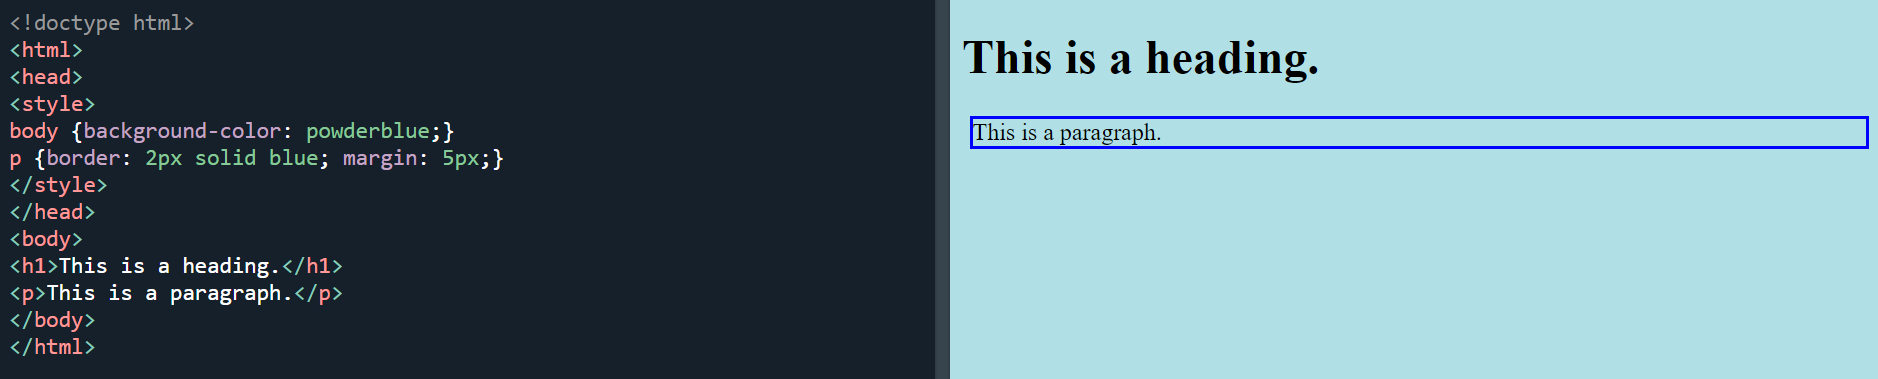 <!doctype html>
<html>
<head>
<style>
body {background-color: powderblue;}
p {border: 2px solid blue; margin: 5px;}
</style>
</head>
<body>
<h1>This is a heading.</h1>
<p>This is a paragraph.</p>
</body>
</html>
This is a heading.
This is a paragraph.